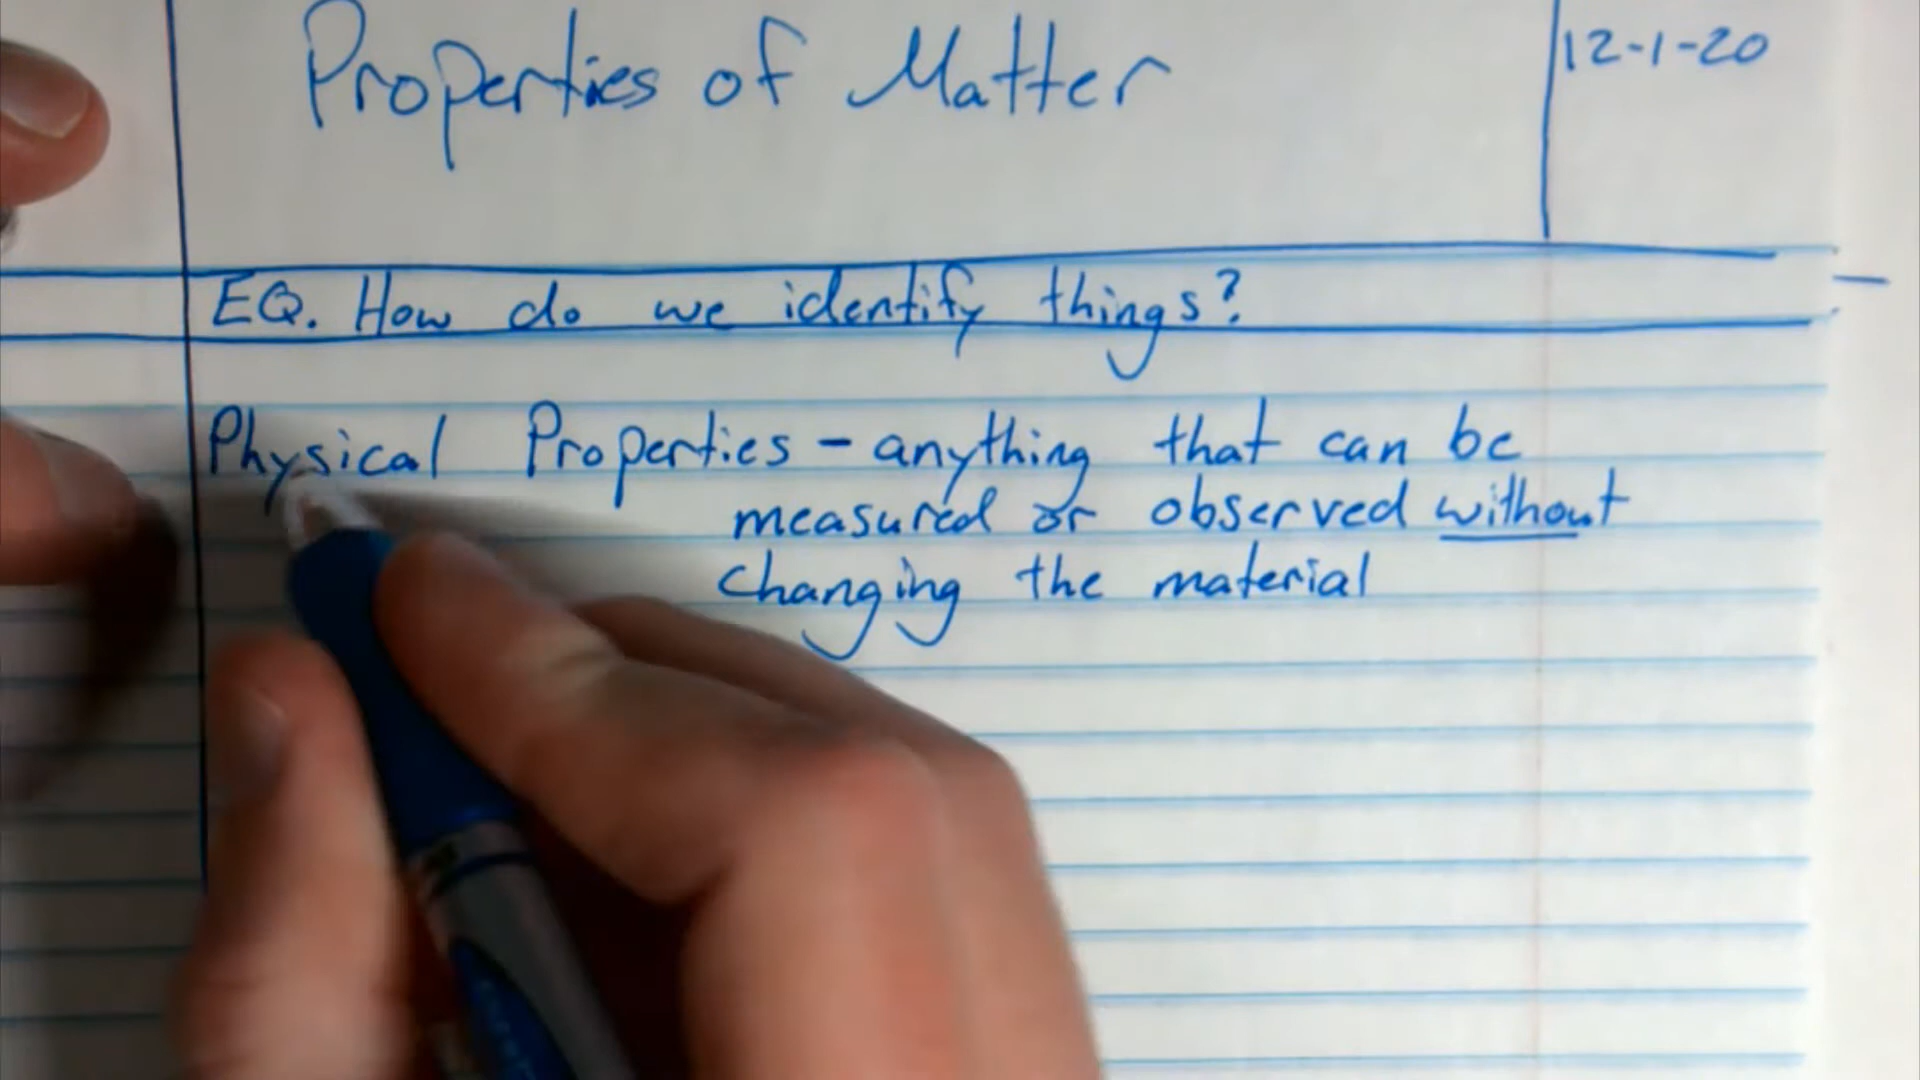 Properties of Matter
12-1-20
EQ. How do we identify things?
Physical Properties - anything that can be
measured or observed without
changing the material